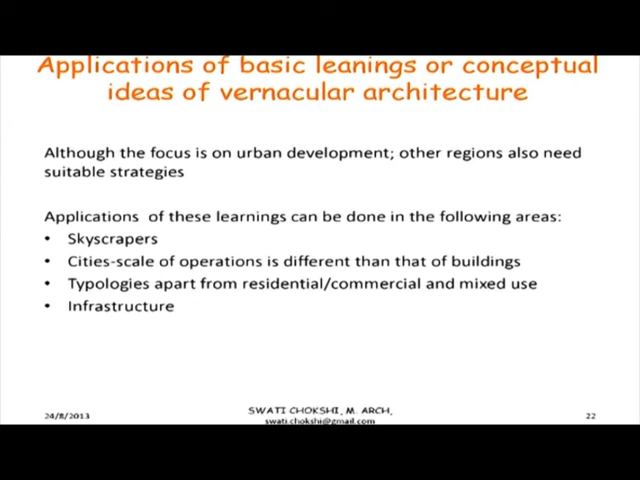 Applications of basic leanings or conceptual
ideas of vernacular architecture
Although the focus is on urban development; other regions also need
suitable strategies
Applications of these learnings can be done in the following areas:
• Skyscrapers
• Cities-scale of operations is different than that of buildings
• Typologies apart from residential/commercial and mixed use
• Infrastructure
24/8/2013
SWATI CHOKSHI, M. ARCH,
swati.chokshi@gmail.com
22